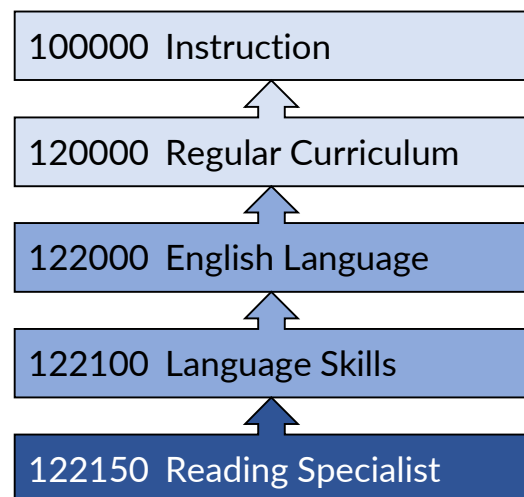 100000 Instruction
120000 Regular Curriculum
122000 English Language
122100 Language Skills
122150 Reading Specialist